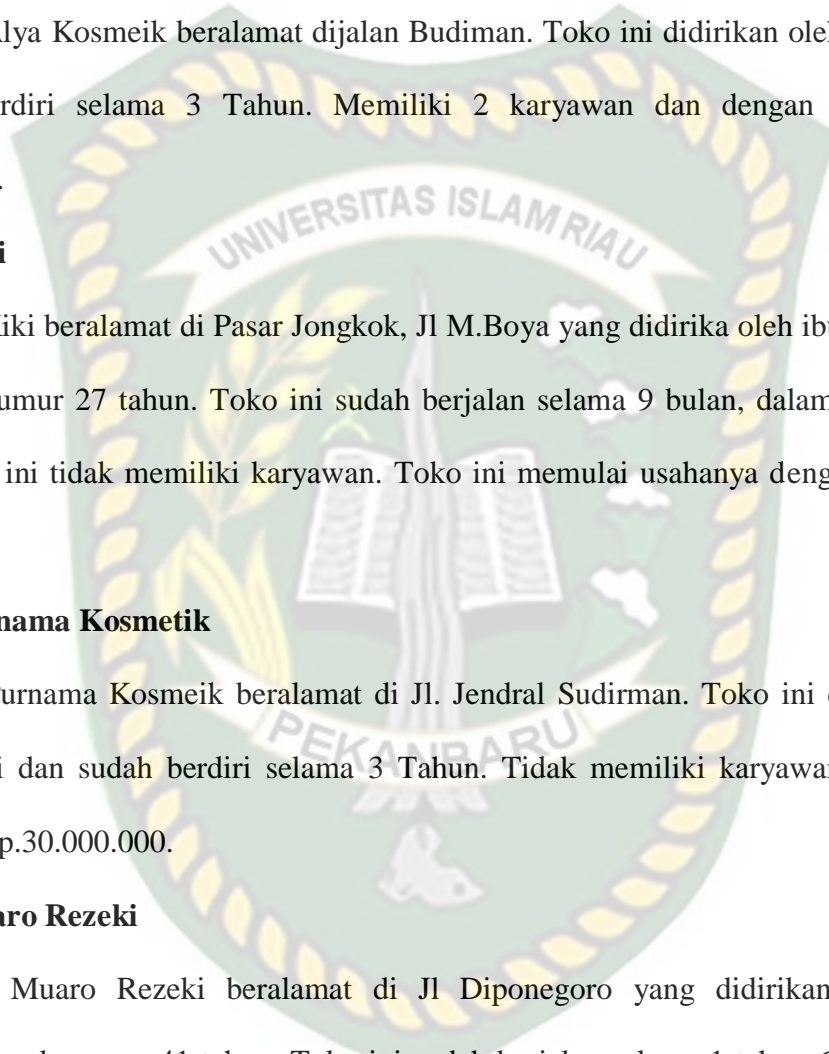 lya Kosmeik beralamat dijalan Budiman. Toko ini didirikan oleh
rdiri selama 3 Tahun. Memiliki 2 karyawan dan dengan
UNIVERSITAS ISLAM RIAU
i
iki beralamat di Pasar Jongkok, Jl M.Boya yang didirika oleh ibu
umur 27 tahun. Toko ini sudah berjalan selama 9 bulan, dalam
ini tidak memiliki karyawan. Toko ini memulai usahanya deng
nama Kosmetik
urnama Kosmeik beralamat di Jl. Jendral Sudirman. Toko ini
i dan sudah berdiri selama 3 Tahun. Tidak memiliki karyawan
PEKANBARU
p.30.000.000.
aro Rezeki
Muaro Rezeki beralamat di Jl Diponegoro yang didirikan